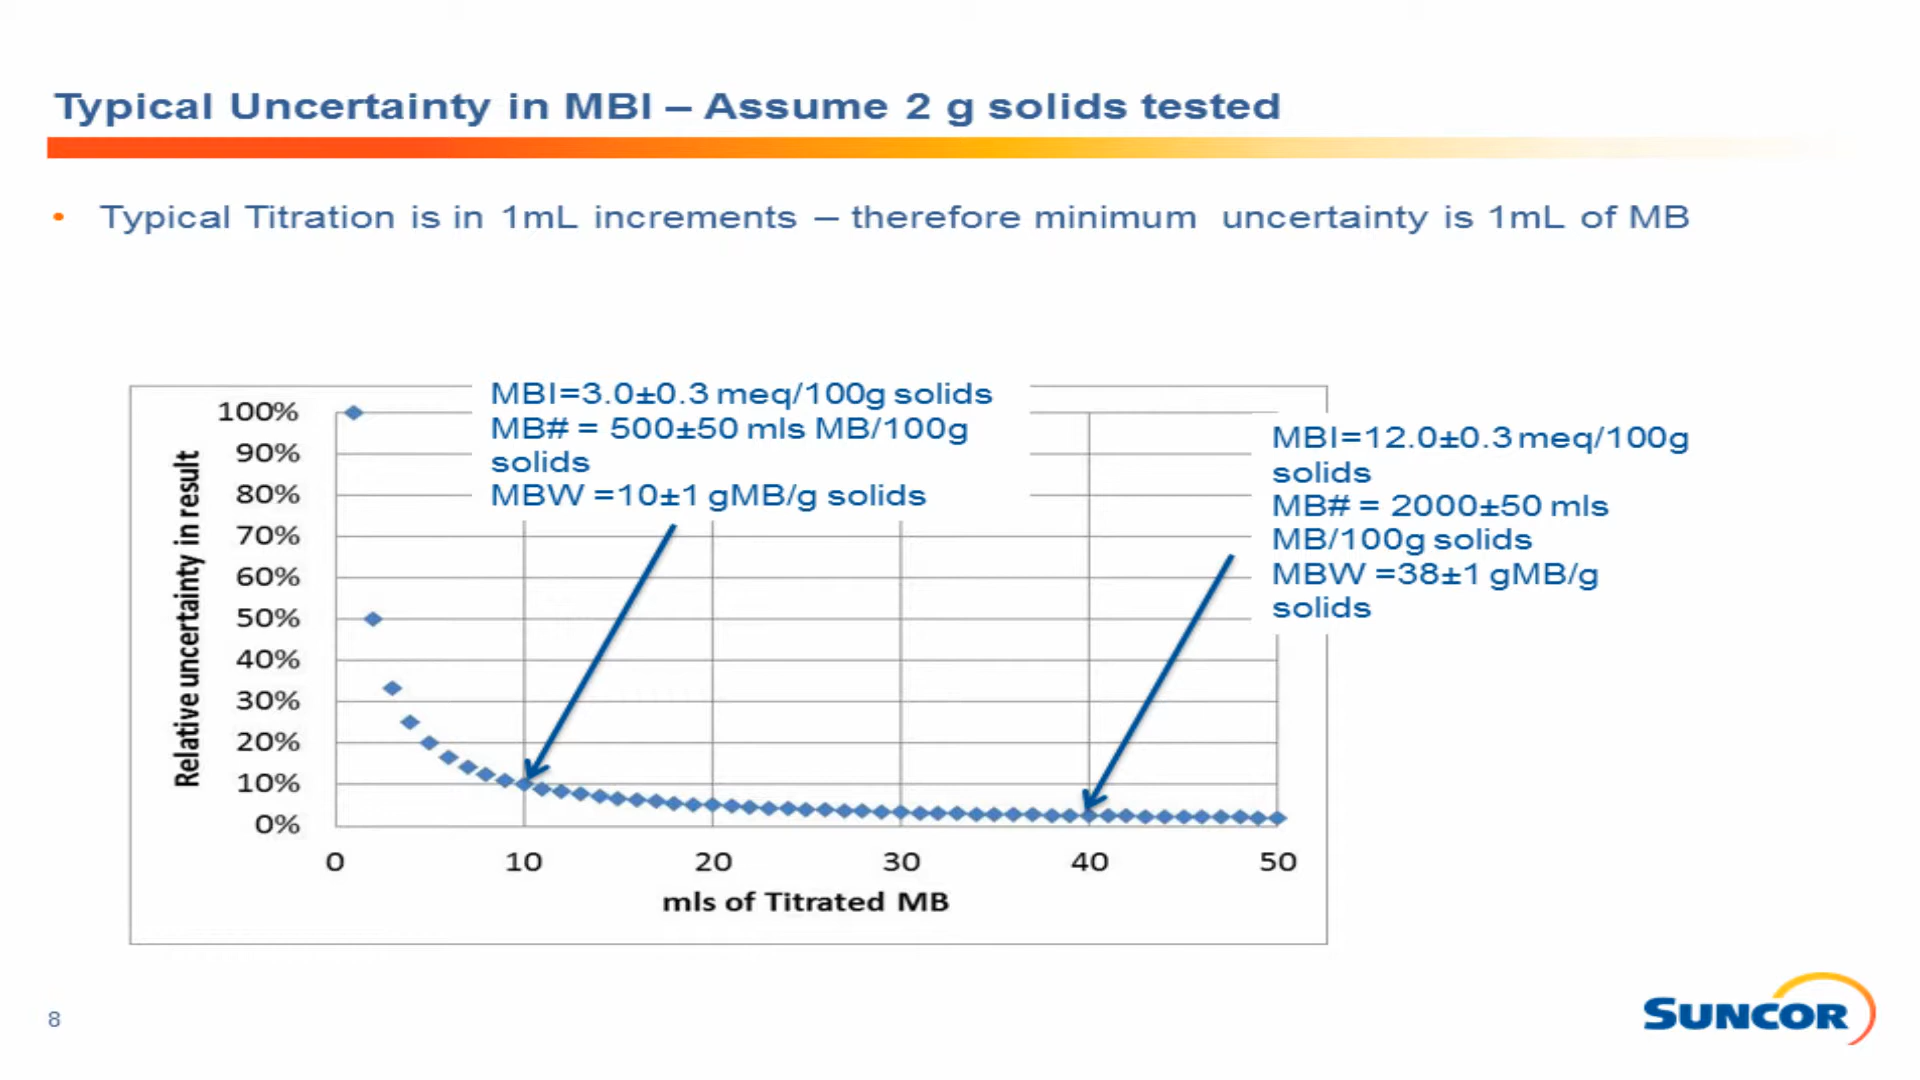 Typical Uncertainty in MBI – Assume 2 g solids tested
• Typical Titration is in 1mL increments – therefore minimum uncertainty is 1mL of MB
MBI=3.0±0.3 meq/100g solids
MB# = 500±50 mls MB/100g
solids
MBW =10±1 gMB/g solids
MBI=12.0±0.3 meq/100g
solids
MB# = 2000±50 mls
MB/100g solids
MBW =38±1 gMB/g
solids
Relative uncertainty in result
100%
90%
80%
70%
60%
50%
40%
30%
20%
10%
0%
0 10 20 30 40 50
mls of Titrated MB
8
SUNCOR